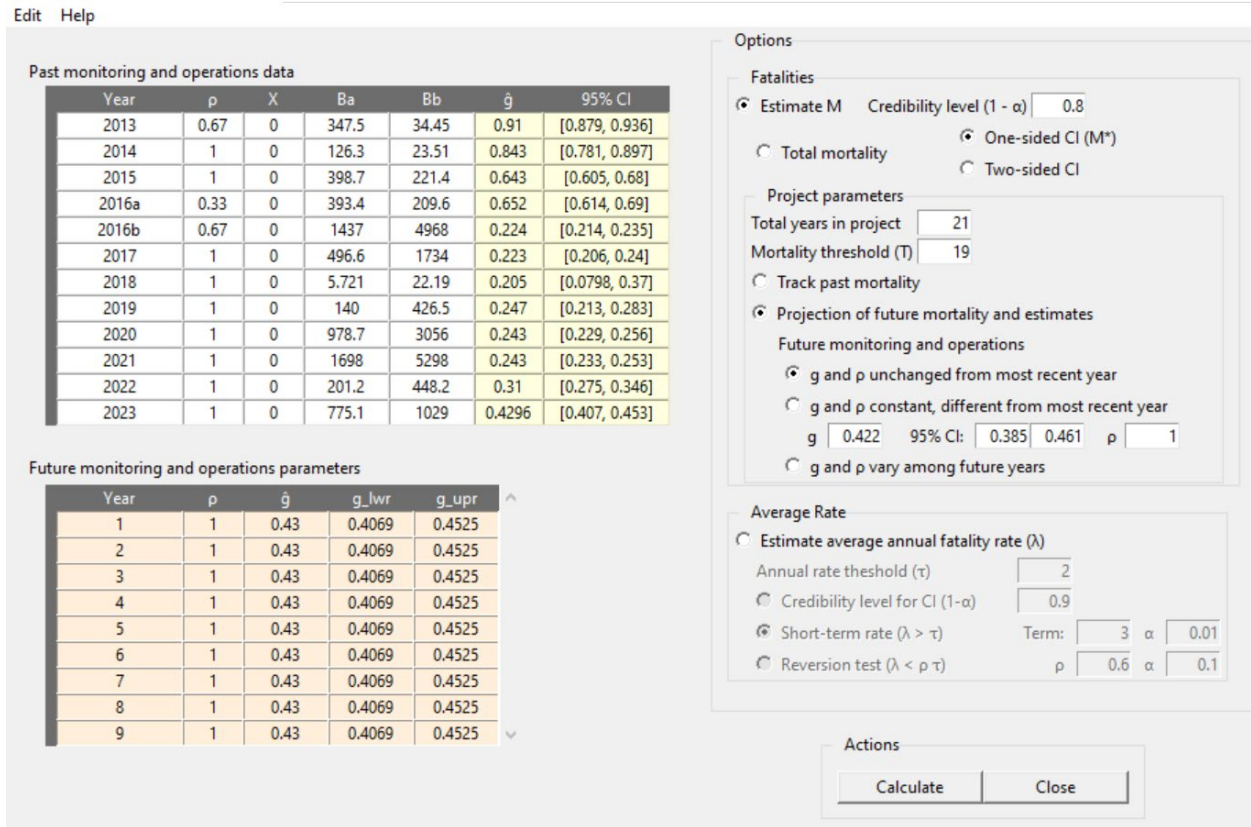 Edit Help
Past monitoring and operations data
Year ρ X Ba Bb ĝ 95% CI
2013 0.67 0 347.5 34.45 0.91 [0.879, 0.936]
2014 1 0 126.3 23.51 0.843 [0.781, 0.897]
2015 1 0 398.7 221.4 0.643 [0.605, 0.68]
2016a 0.33 0 393.4 209.6 0.652 [0.614, 0.69]
2016b 0.67 0 1437 4968 0.224 [0.214, 0.235]
2017 1 0 496.6 1734 0.223 [0.206, 0.24]
2018 1 0 5.721 22.19 0.205 [0.0798, 0.37]
2019 1 0 140 426.5 0.247 [0.213, 0.283]
2020 1 0 978.7 3056 0.243 [0.229, 0.256]
2021 1 0 1698 5298 0.243 [0.233, 0.253]
2022 1 0 201.2 448.2 0.31 [0.275, 0.346]
2023 1 0 775.1 1029 0.4296 [0.407, 0.453]
Future monitoring and operations parameters
Year ρ ĝ g_lwr g_upr
1 1 0.43 0.4069 0.4525
2 1 0.43 0.4069 0.4525
3 1 0.43 0.4069 0.4525
4 1 0.43 0.4069 0.4525
5 1 0.43 0.4069 0.4525
6 1 0.43 0.4069 0.4525
7 1 0.43 0.4069 0.4525
8 1 0.43 0.4069 0.4525
9 1 0.43 0.4069 0.4525
Options
Fatalities
Estimate M Credibility level (1 - α) 0.8
One-sided CI (M*)
Total mortality
Two-sided CI
Project parameters
Total years in project 21
Mortality threshold (T) 19
Track past mortality
Projection of future mortality and estimates
Future monitoring and operations
g and ρ unchanged from most recent year
g and ρ constant, different from most recent year
g 0.422 95% CI: 0.385 0.461 ρ 1
g and ρ vary among future years
Average Rate
Estimate average annual fatality rate (λ)
Annual rate theshold (τ) 2
Credibility level for CI (1-α) 0.9
Short-term rate (λ > τ) Term: 3 α 0.01
Reversion test (λ < ρ τ) ρ 0.6 α 0.1
Actions
Calculate Close